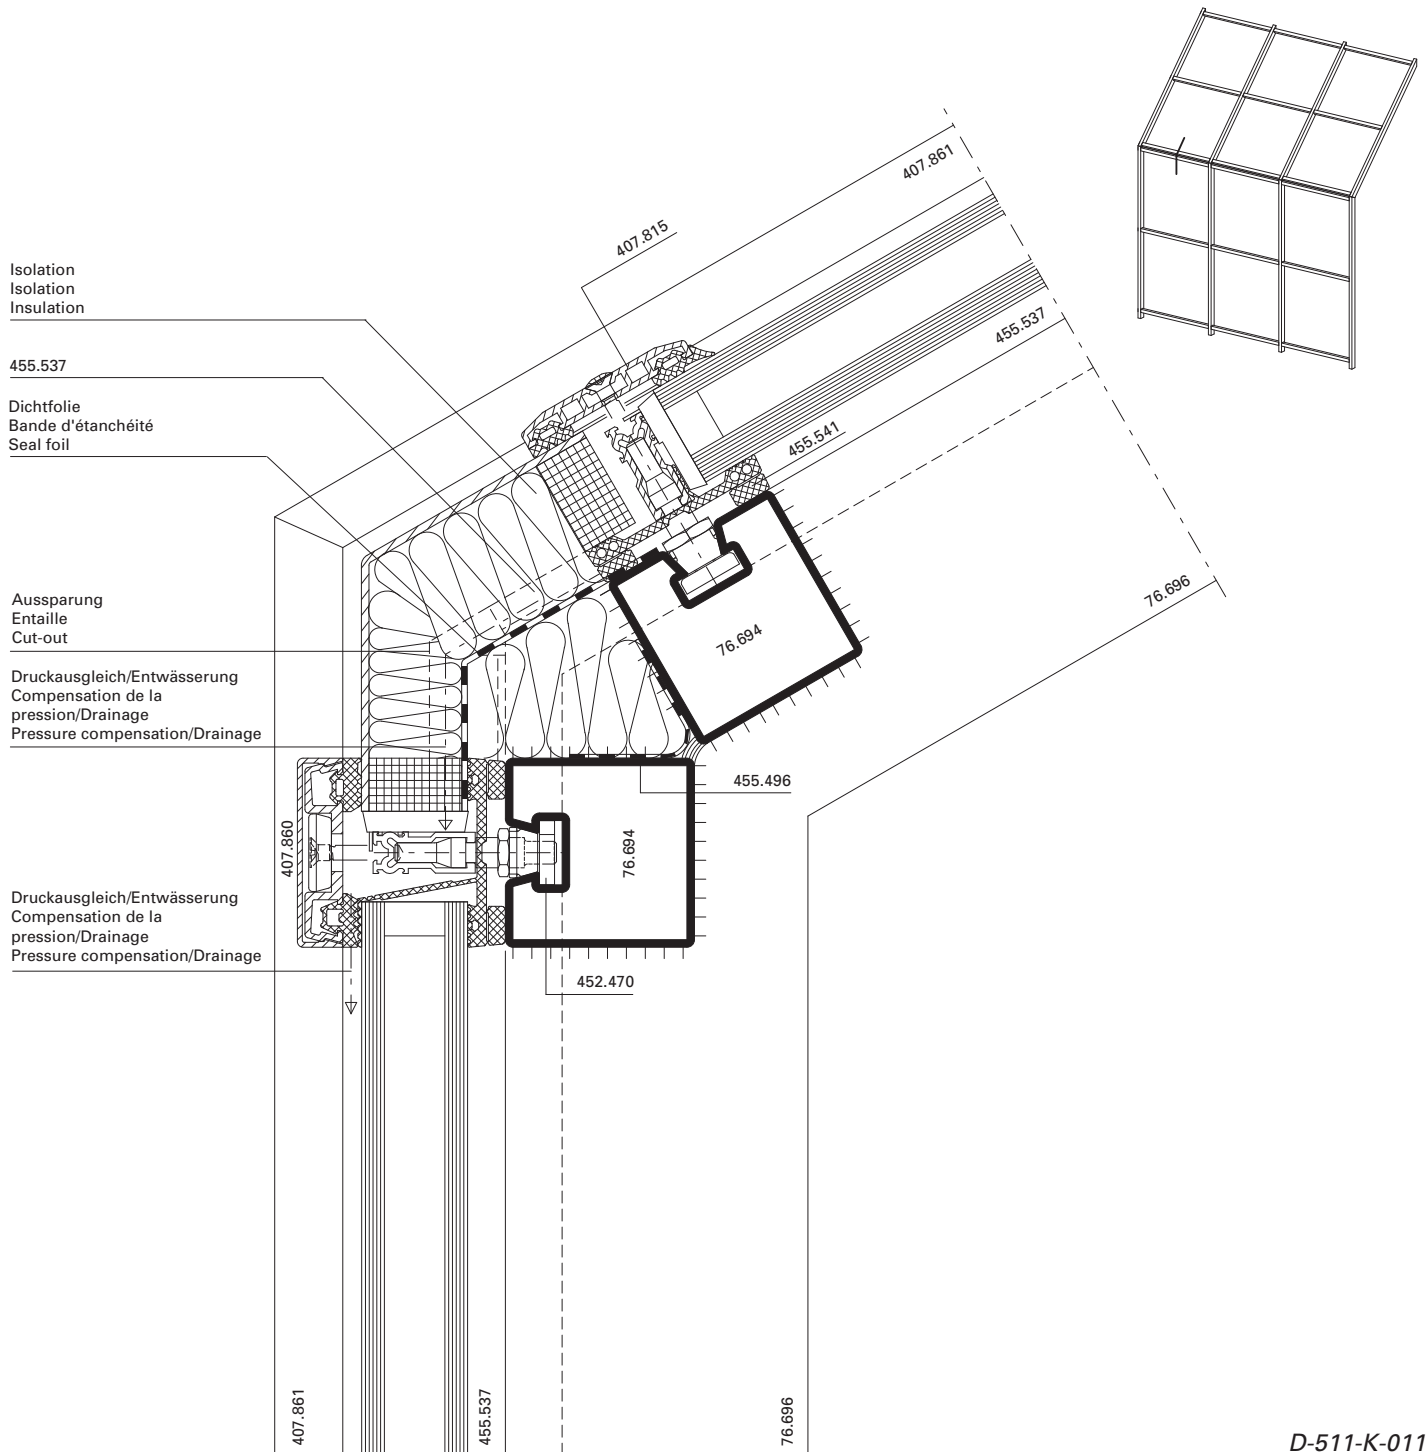 Isolation
Isolation
Insulation
455.537
Dichtfolie
Bande d'étanchéité
Seal foil
Aussparung
Entaille
Cut-out
Druckausgleich/Entwässerung
Compensation de la
pression/Drainage
Pressure compensation/Drainage
Druckausgleich/Entwässerung
Compensation de la
pression/Drainage
Pressure compensation/Drainage
407.815
407.861
455.537
455.541
76.696
76.694
455.496
407.860
76.694
452.470
407.861
455.537
76.696
D-511-K-011